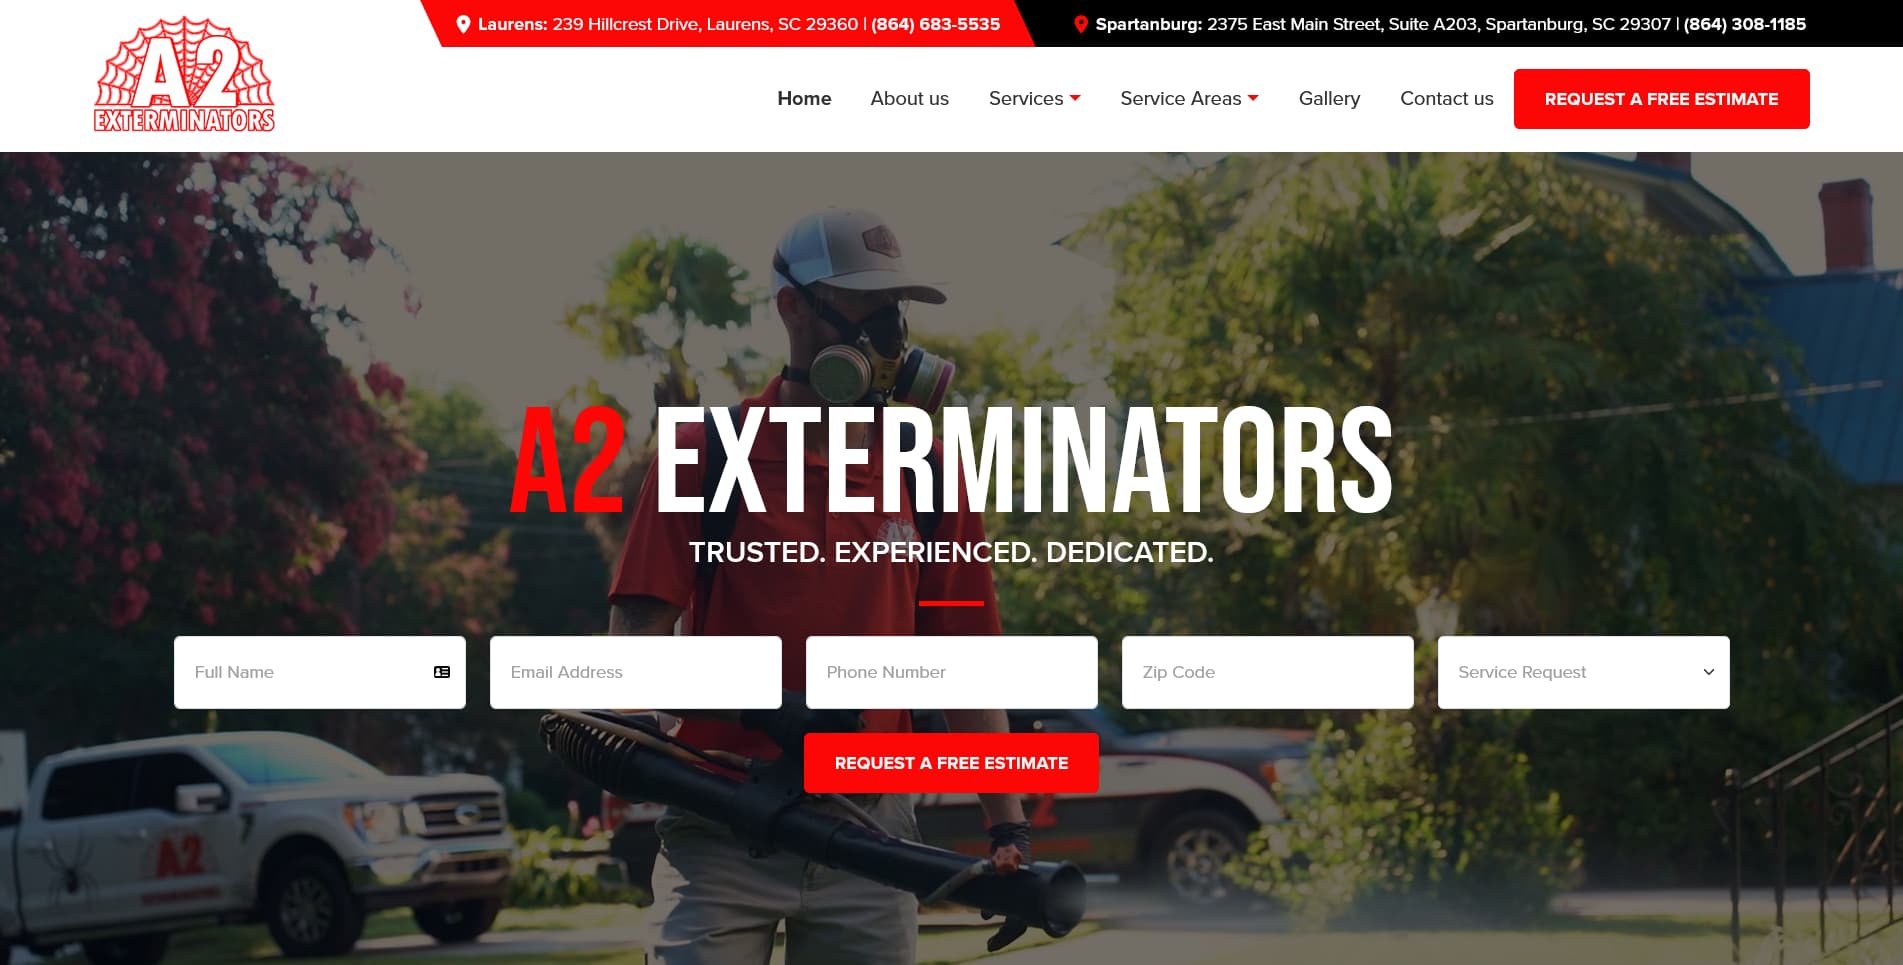 A2
EXTERMINATORS
Laurens: 239 Hillcrest Drive, Laurens, SC 29360 | (864) 683-5535
Spartanburg: 2375 East Main Street, Suite A203, Spartanburg, SC 29307 | (864) 308-1185
Home
About us
Services
Service Areas
Gallery
Contact us
REQUEST A FREE ESTIMATE
A2 EXTERMINATORS
TRUSTED. EXPERIENCED. DEDICATED.
Full Name
Email Address
Phone Number
Zip Code
Service Request
REQUEST A FREE ESTIMATE
A2